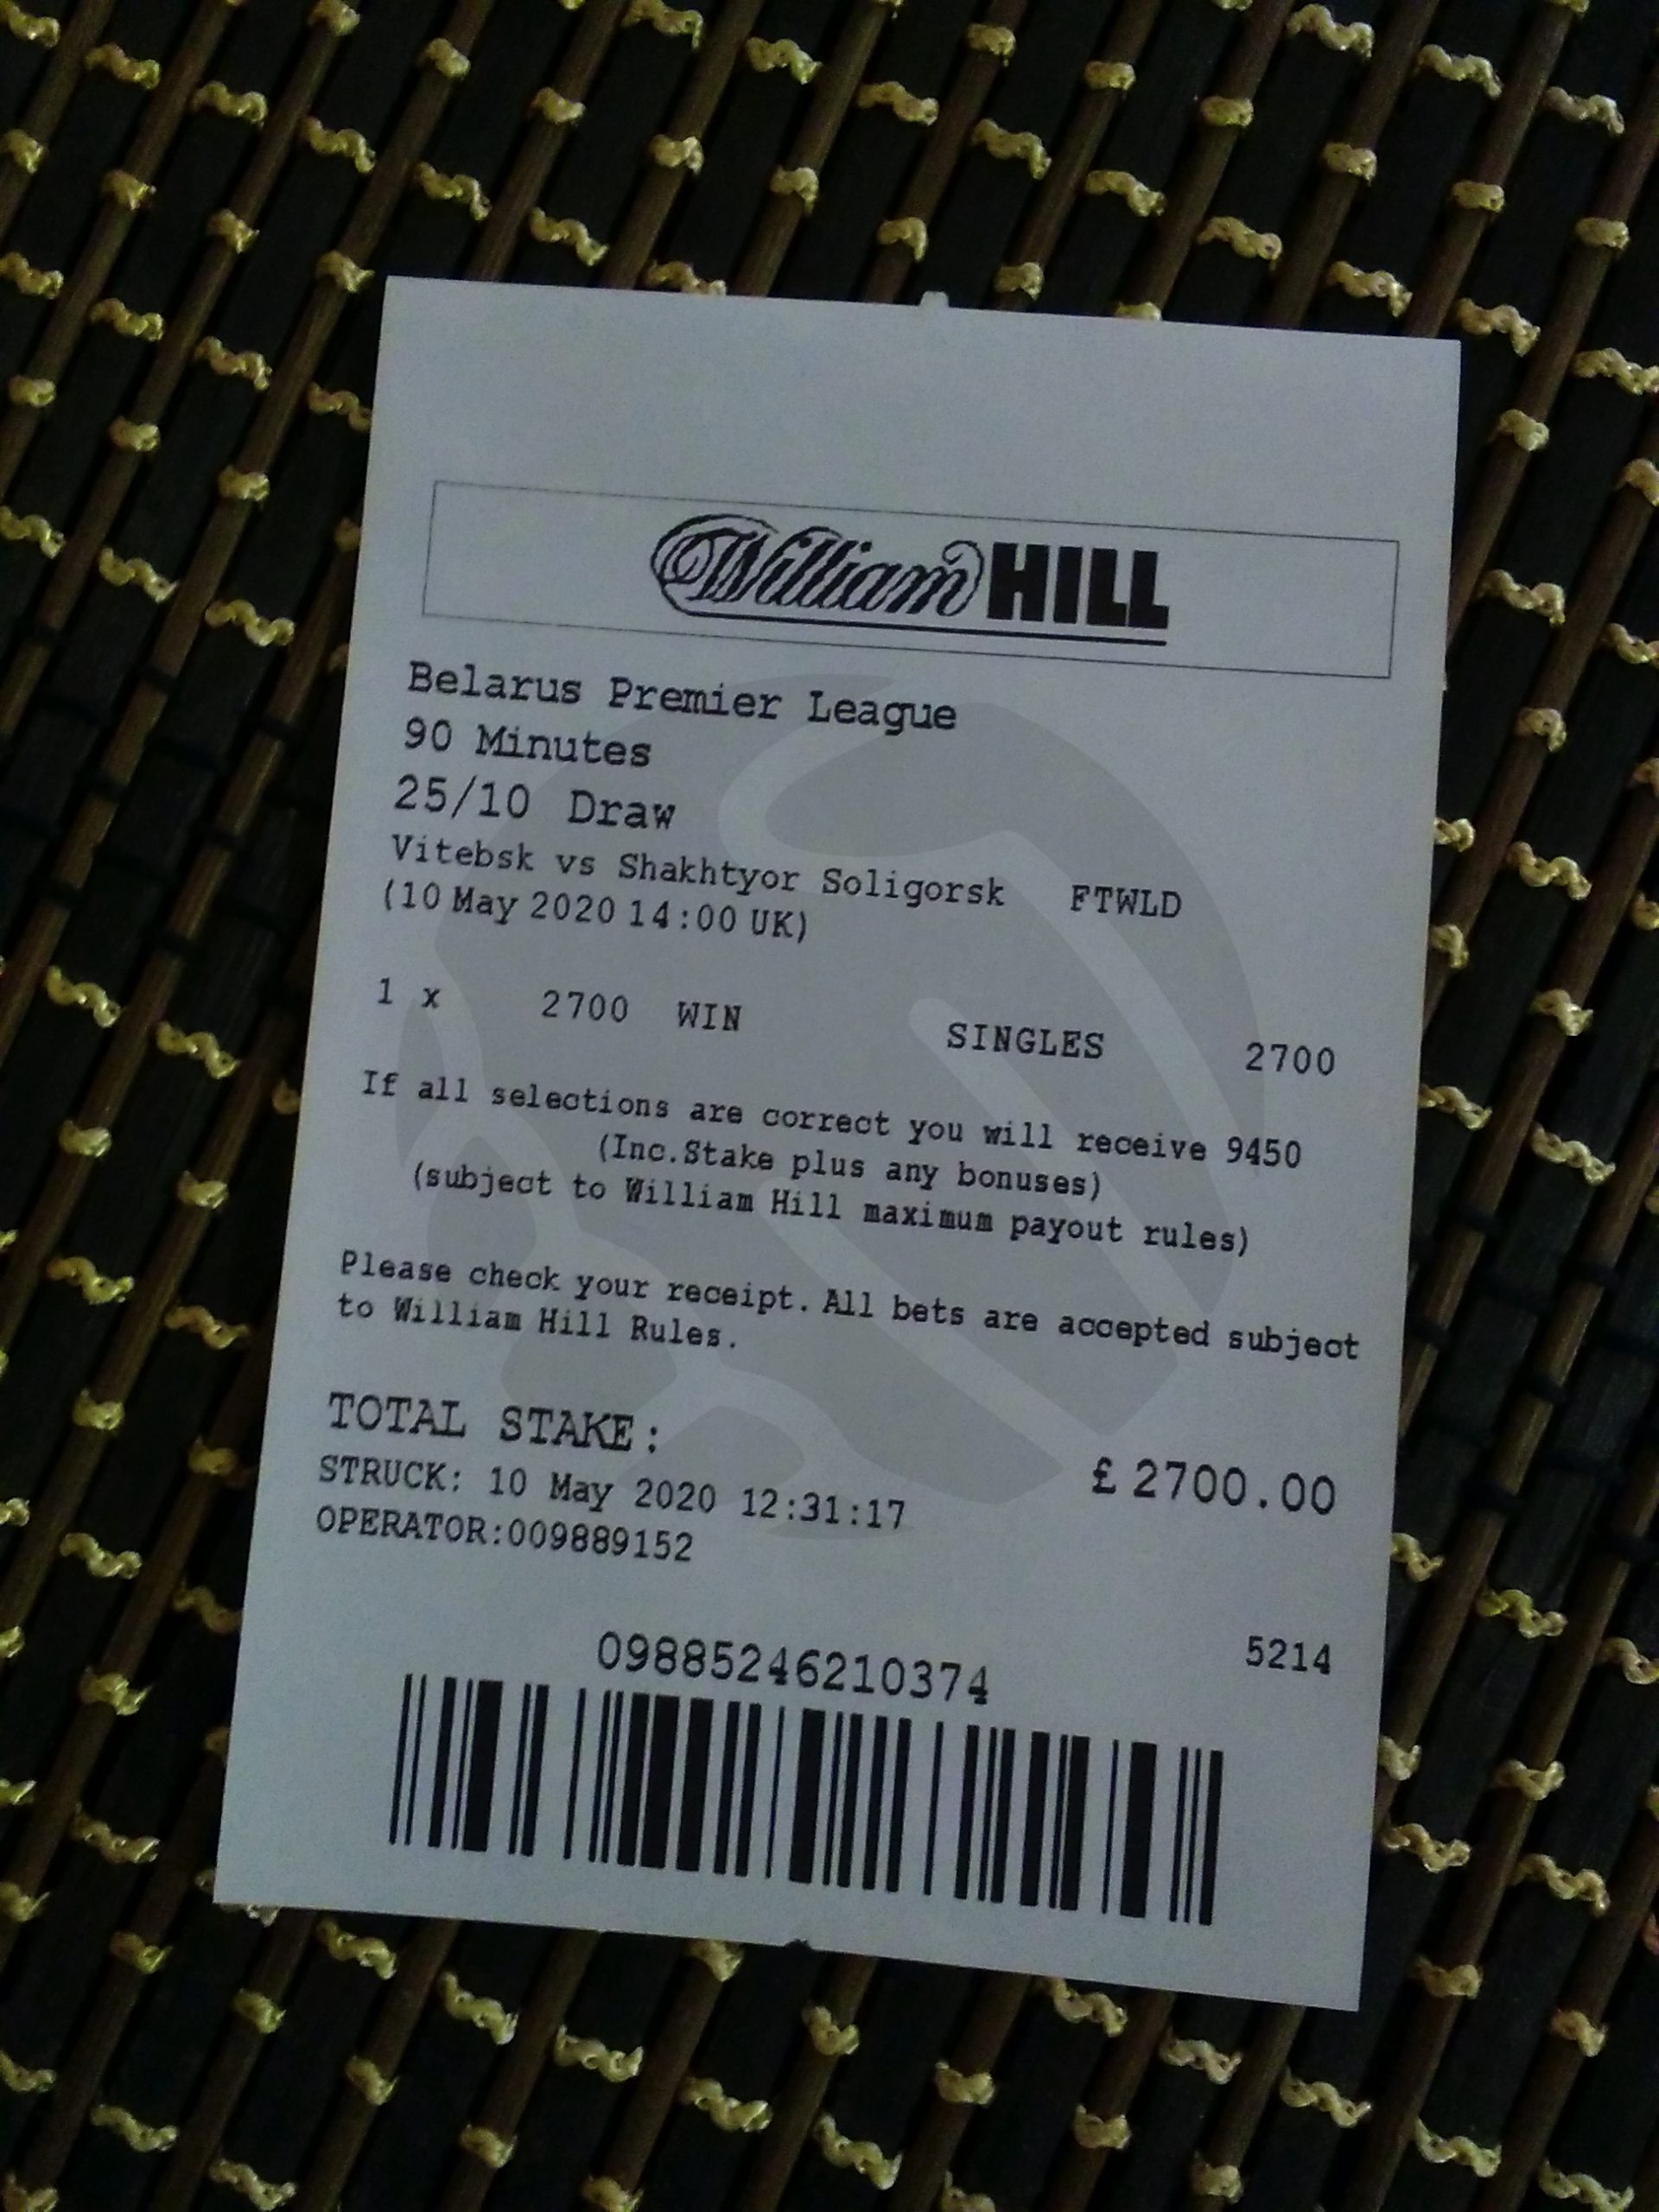 William HILL
Belarus Premier League
90 Minutes
25/10 Draw
Vitebsk vs Shakhtyor Soligorsk FTWLD
(10 May 2020 14:00 UK)
1 x 2700 WIN SINGLES 2700
If all selections are correct you will receive 9450
(Inc.Stake plus any bonuses)
(subject to William Hill maximum payout rules)
Please check your receipt. All bets are accepted subject
to William Hill Rules.
TOTAL STAKE: £ 2700.00
STRUCK: 10 May 2020 12:31:17
OPERATOR:009889152
5214
09885246210374